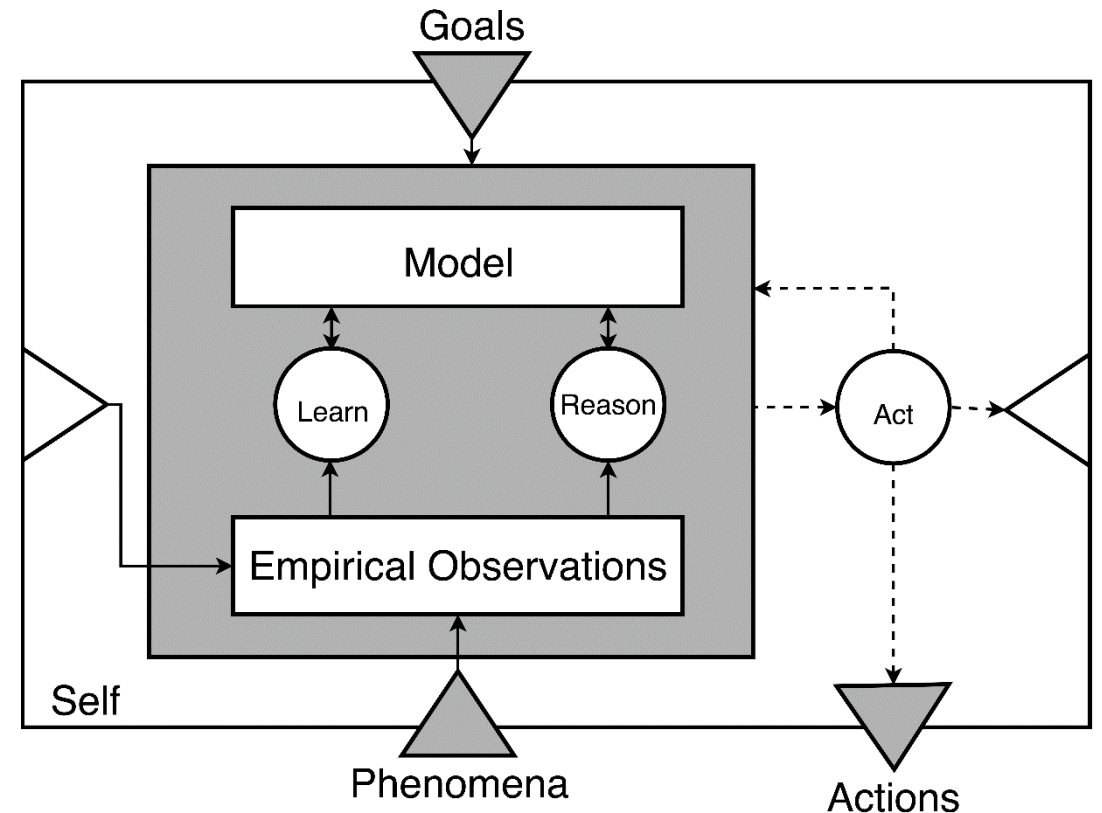 Goals
Model
Learn
Reason
Act
Empirical Observations
Self
Phenomena
Actions